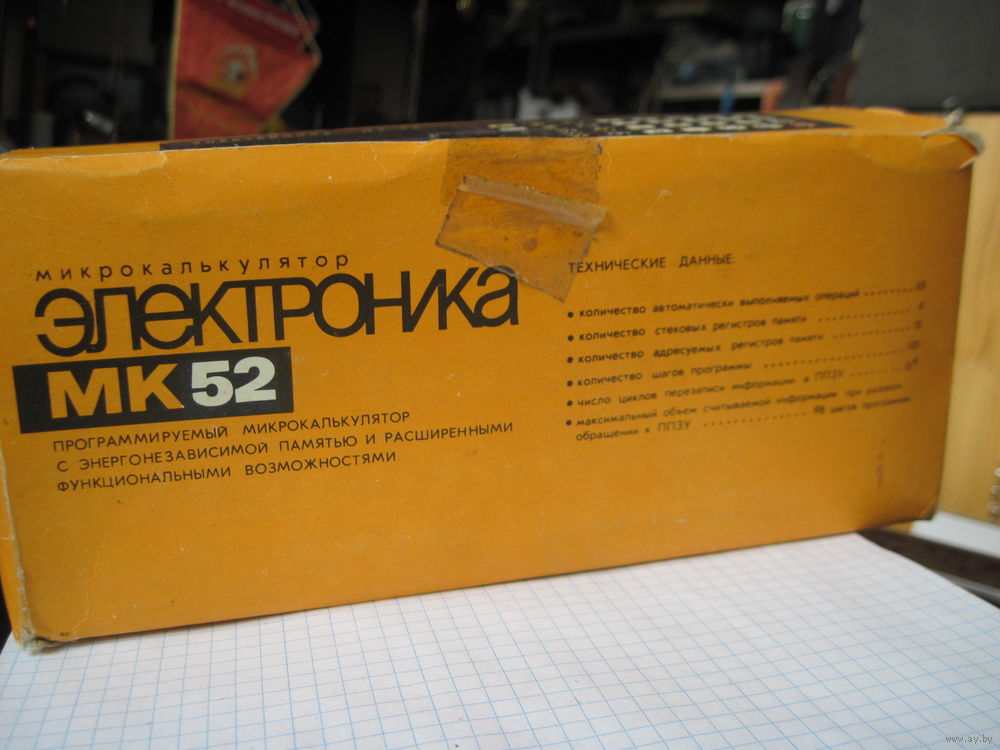 микрокалькулятор
электроника
МК 52
ПРОГРАММИРУЕМЫЙ МИКРОКАЛЬКУЛЯТОР
С ЭНЕРГОНЕЗАВИСИМОЙ ПАМЯТЬЮ И РАСШИРЕННЫМИ
ФУНКЦИОНАЛЬНЫМИ ВОЗМОЖНОСТЯМИ.
ТЕХНИЧЕСКИЕ ДАННЫЕ
• количество автоматически выполняемых операций
• количество стековых регистров памяти
• количество адресуемых регистров памяти
• количество шагов программы
• число циклов перезаписи информации к ППЗУ
• максимальный объем считываемой информации при разовом
обращении к ППЗУ 98 шагов программы
www.ay.by